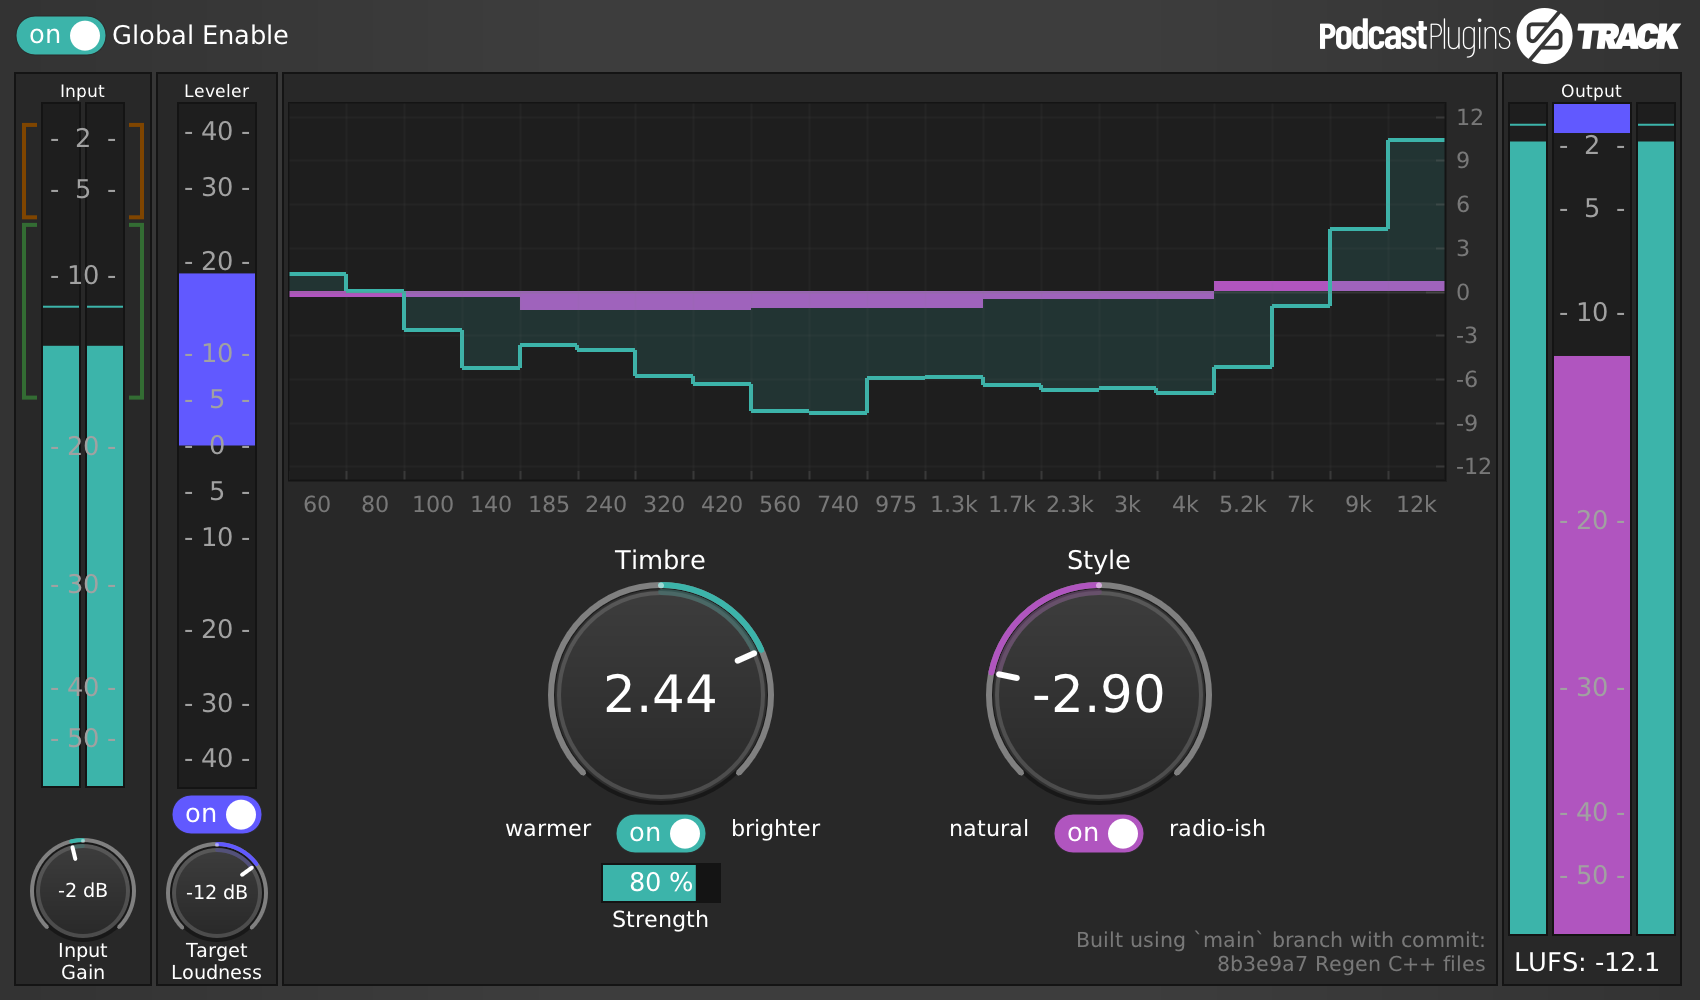 on Global Enable
PodcastPlugins TRACK
Input
- 2 -
- 5 -
- 10 -
- 20 -
- 30 -
- 40 -
- 50 -
-2 dB
Input
Gain
Leveler
- 40 -
- 30 -
- 20 -
- 10 -
- 5 -
- 0 -
- 5 -
- 10 -
- 20 -
- 30 -
- 40 -
on
-12 dB
Target
Loudness
12
9
6
3
0
-3
-6
-9
-12
60 80 100 140 185 240 320 420 560 740 975 1.3k 1.7k 2.3k 3k 4k 5.2k 7k 9k 12k
Timbre
2.44
warmer on brighter
80 %
Strength
Style
-2.90
natural on radio-ish
Built using `main` branch with commit:
8b3e9a7 Regen C++ files
Output
- 2 -
- 5 -
- 10 -
- 20 -
- 30 -
- 40 -
- 50 -
LUFS: -12.1